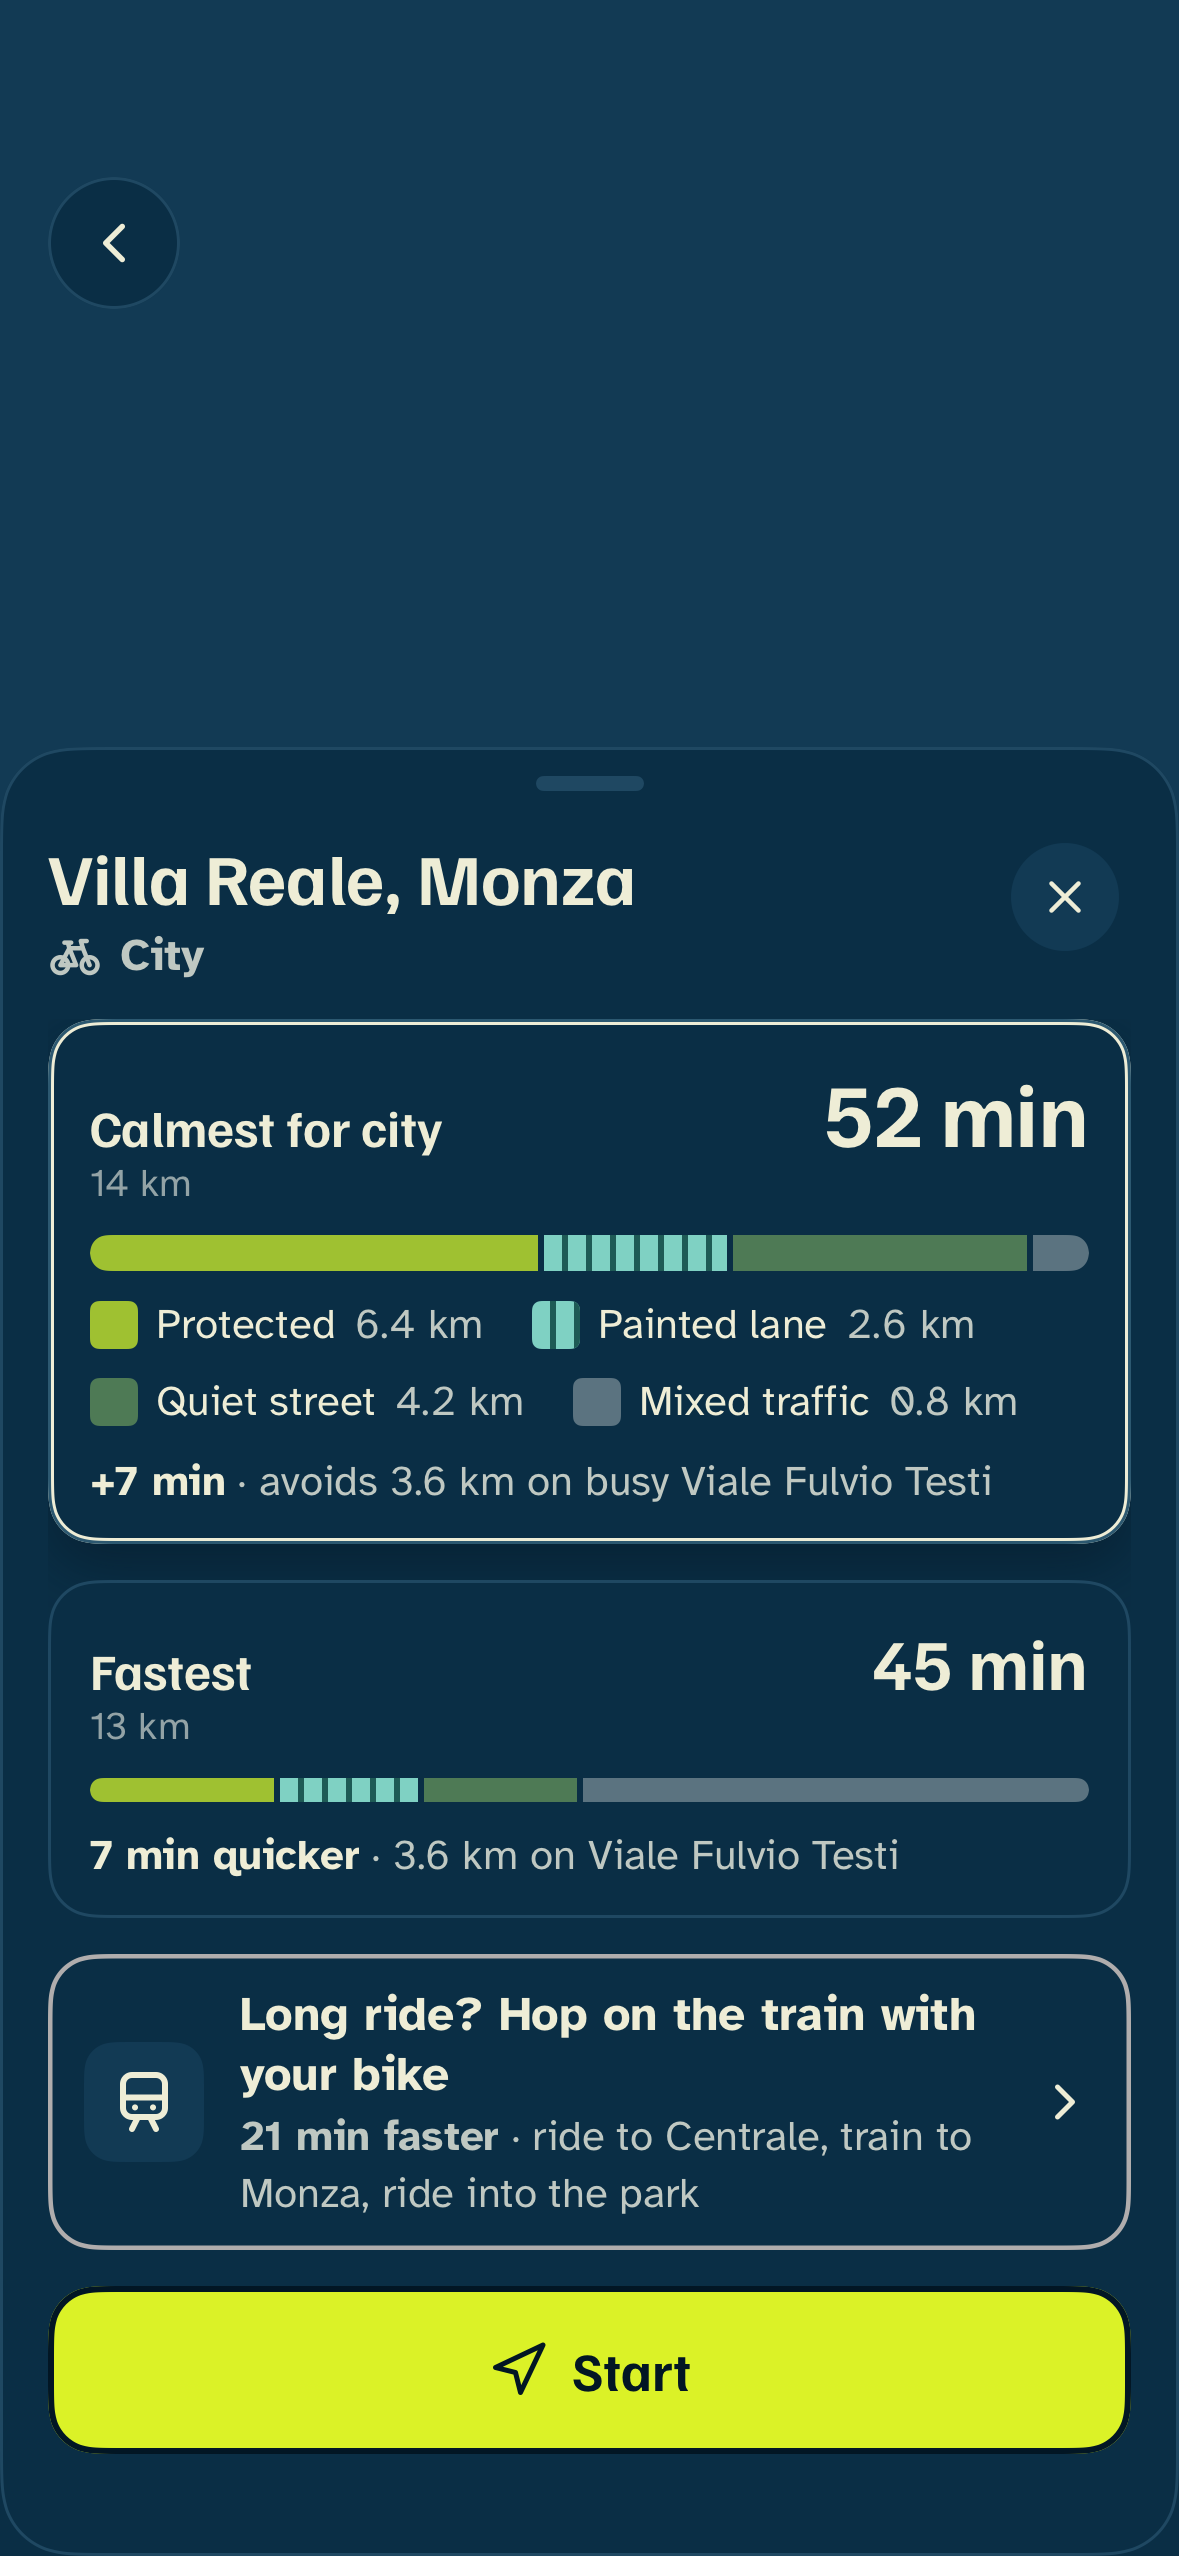 Villa Reale, Monza
City
Calmest for city 52 min
14 km
Protected 6.4 km Painted lane 2.6 km
Quiet street 4.2 km Mixed traffic 0.8 km
+7 min · avoids 3.6 km on busy Viale Fulvio Testi
Fastest 45 min
13 km
7 min quicker · 3.6 km on Viale Fulvio Testi
Long ride? Hop on the train with
your bike
21 min faster · ride to Centrale, train to
Monza, ride into the park
Start